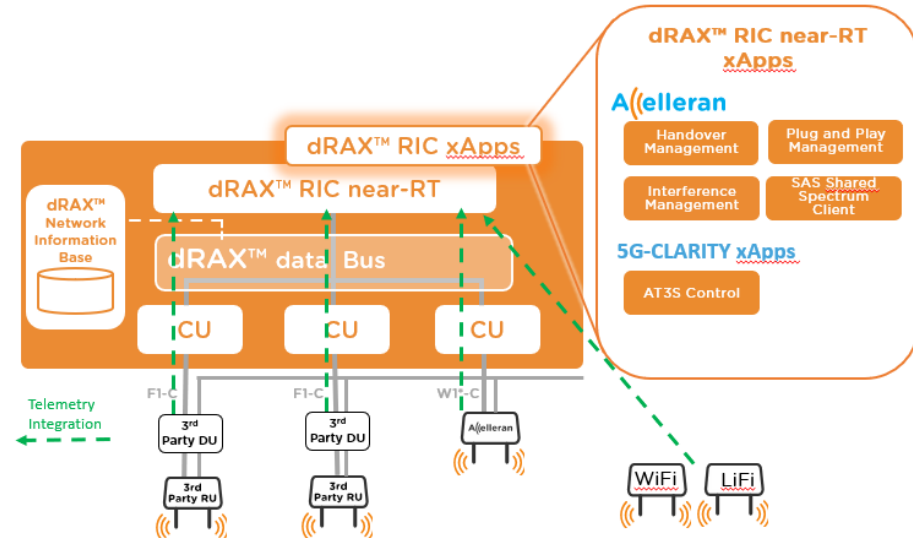 dRAX™ RIC near-RT
xApps
A((elleran
Handover
Management
Plug and Play
Management
Interference
Management
SAS Shared
Spectrum
Client
5G-CLARITY xApps
AT3S Control
dRAX™ RIC xApps
dRAX™ RIC near-RT
dRAX™
Network
Information
Base
dRAX™ data Bus
CU
CU
CU
F1-C
F1-C
W1*-C
Telemetry
Integration
3rd
Party DU
3rd
Party DU
A((elleran
3rd
Party RU
3rd
Party RU
WiFi
LiFi